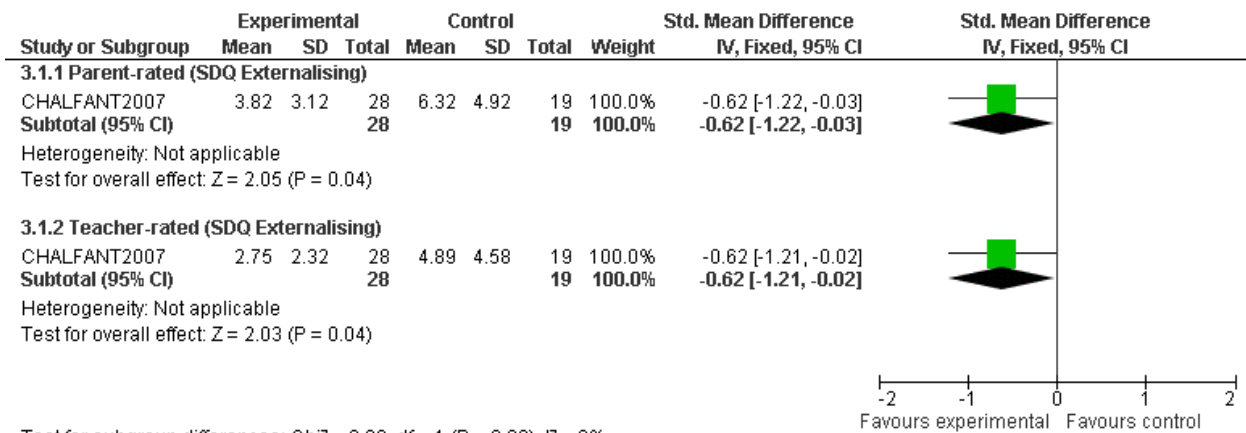 Experimental Control Std. Mean Difference Std. Mean Difference
Study or Subgroup Mean SD Total Mean SD Total Weight IV, Fixed, 95% CI IV, Fixed, 95% CI
3.1.1 Parent-rated (SDQ Externalising)
CHALFANT2007 3.82 3.12 28 6.32 4.92 19 100.0% -0.62 [-1.22, -0.03]
Subtotal (95% CI) 28 19 100.0% -0.62 [-1.22, -0.03]
Heterogeneity: Not applicable
Test for overall effect: Z = 2.05 (P = 0.04)
3.1.2 Teacher-rated (SDQ Externalising)
CHALFANT2007 2.75 2.32 28 4.89 4.58 19 100.0% -0.62 [-1.21, -0.02]
Subtotal (95% CI) 28 19 100.0% -0.62 [-1.21, -0.02]
Heterogeneity: Not applicable
Test for overall effect: Z = 2.03 (P = 0.04)
-2 -1 0 1 2
Favours experimental Favours control
Test for subgroup differences: